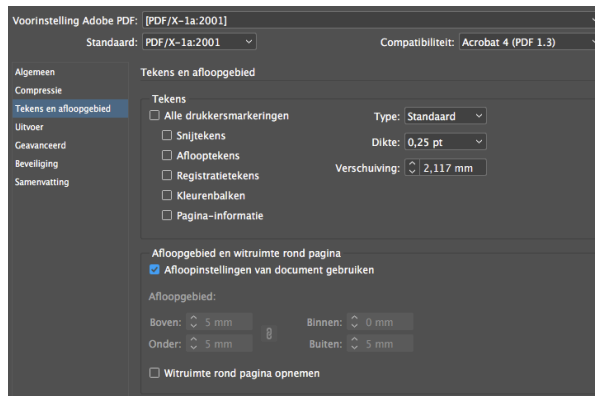 Voorinstelling Adobe PDF: [PDF/X-1a:2001]
Standaard: PDF/X-1a:2001 Compatibiliteit: Acrobat 4 (PDF 1.3)
Algemeen
Compressie
Tekens en afloopgebied
Uitvoer
Geavanceerd
Beveiliging
Samenvatting
Tekens en afloopgebied
Tekens
Alle drukkersmarkeringen
Snijtekens
Aflooptekens
Registratietekens
Kleurenbalken
Pagina-informatie
Type: Standaard
Dikte: 0,25 pt
Verschuiving: 2,117 mm
Afloopgebied en witruimte rond pagina
Afloopinstellingen van document gebruiken
Afloopgebied:
Boven: 5 mm Binnen: 0 mm
Onder: 5 mm Buiten: 5 mm
Witruimte rond pagina opnemen